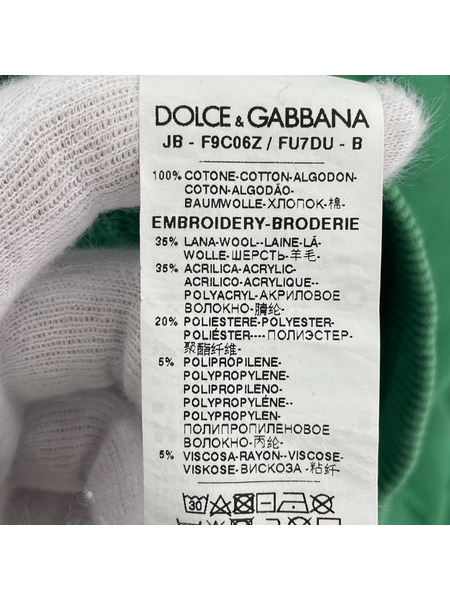 DOLCE & GABBANA
JB - F9C06Z / FU7DU - B
100% COTONE-COTTON-ALGODON-
COTON-ALGODÃO-
BAUMWOLLE-ХЛОПОК-棉-
EMBROIDERY-BRODERIE
35% LANA-WOOL--LAINE-LÃ-
WOLLE-ШЕРСТЬ-羊毛
35% ACRILICA-ACRYLIC-
ACRILICO-ACRYLIQUE--
POLYACRYL-АКРИЛОВОЕ
ВОЛОКНО-腈纶-
20% POLIESTERE-POLYESTER-
POLIÉSTER----ПОЛИЭСТЕР-
聚酯纤维-
5% POLIPROPILENE-
POLYPROPYLENE-
POLIPROPILENO-
POLYPROPYLÈNE--
POLYPROPYLEN-
ПОЛИПРОПИЛЕНОВОЕ
ВОЛОКНО-丙纶-
5% VISCOSA-RAYON--VISCOSE-
VISKOSE-ВИСКОЗА -粘纤
30